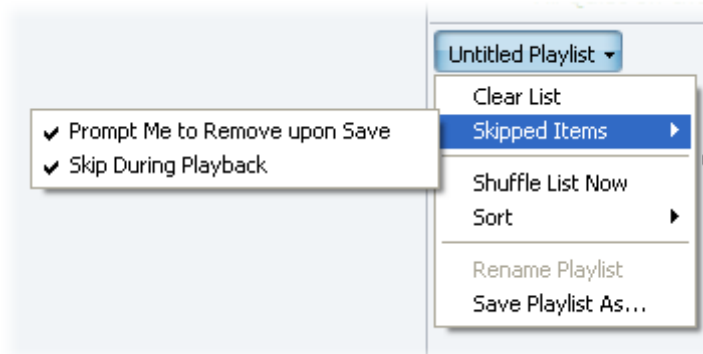 Untitled Playlist
Clear List
Skipped Items
Prompt Me to Remove upon Save
Skip During Playback
Shuffle List Now
Sort
Rename Playlist
Save Playlist As...